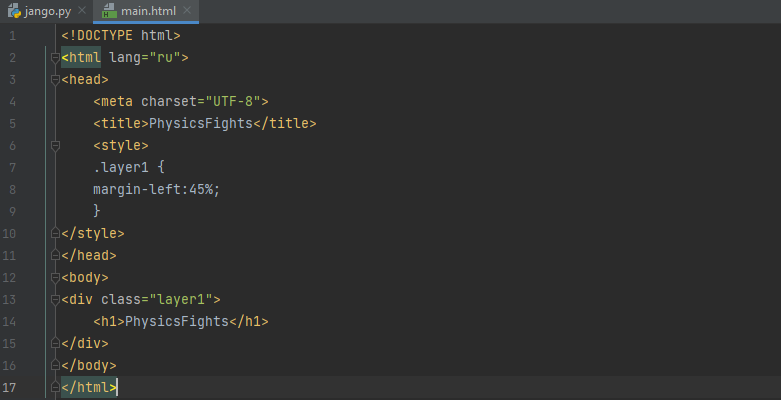 jango.py main.html
1 <!DOCTYPE html>
2 <html lang="ru">
3 <head>
4 <meta charset="UTF-8">
5 <title>PhysicsFights</title>
6 <style>
7 .layer1 {
8 margin-left:45%;
9 }
10 </style>
11 </head>
12 <body>
13 <div class="layer1">
14 <h1>PhysicsFights</h1>
15 </div>
16 </body>
17 </html>